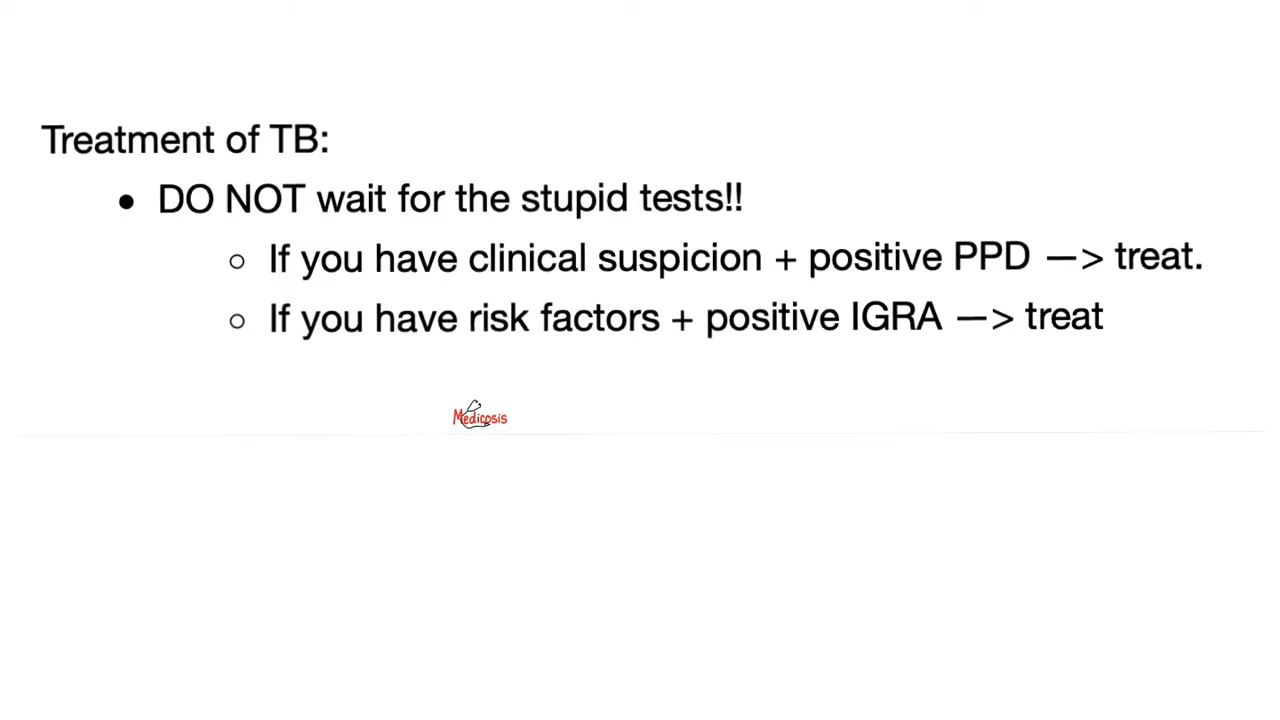 Treatment of TB:
• DO NOT wait for the stupid tests!!
○ If you have clinical suspicion + positive PPD —> treat.
○ If you have risk factors + positive IGRA —> treat
Medicosis